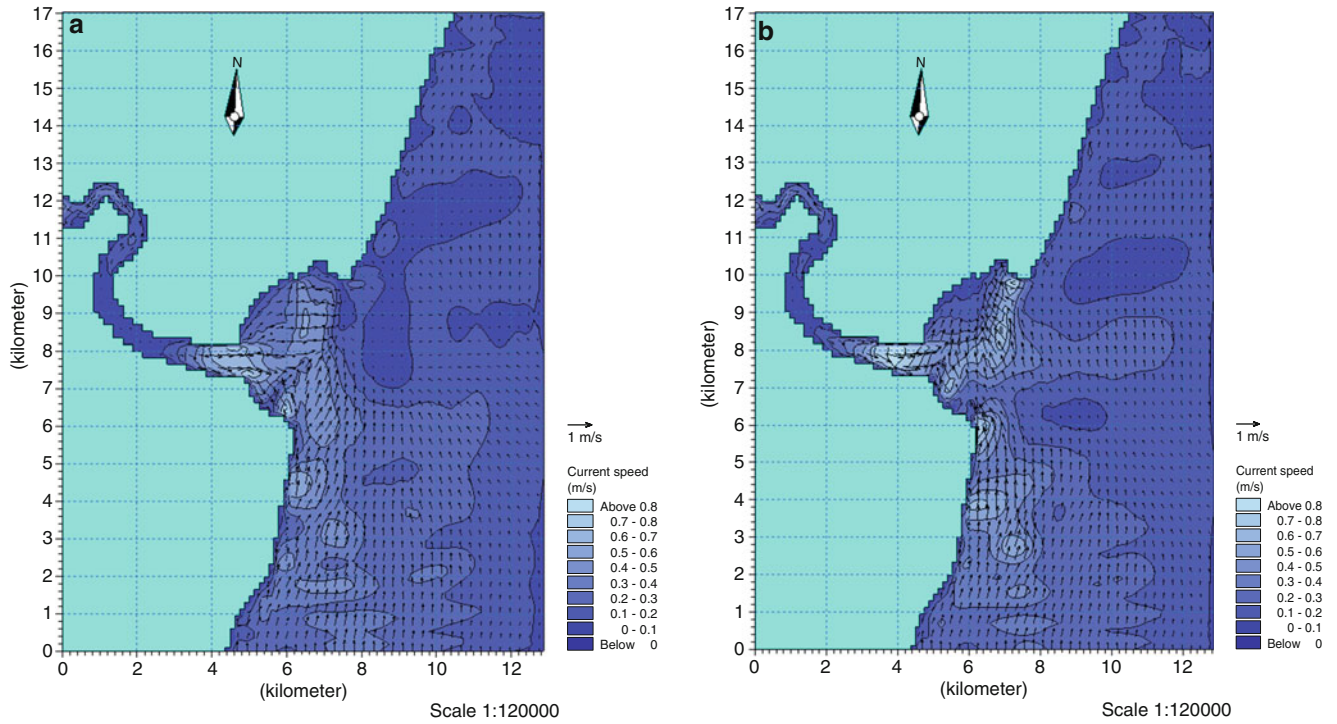 a
N
17
16
15
14
13
12
11
10
9
8
7
6
5
4
3
2
1
0
(kilometer)
0 2 4 6 8 10 12
(kilometer)
Scale 1:120000
1 m/s
Current speed
(m/s)
Above 0.8
0.7 - 0.8
0.6 - 0.7
0.5 - 0.6
0.4 - 0.5
0.3 - 0.4
0.2 - 0.3
0.1 - 0.2
0 - 0.1
Below 0
b
N
17
16
15
14
13
12
11
10
9
8
7
6
5
4
3
2
1
0
(kilometer)
0 2 4 6 8 10 12
(kilometer)
Scale 1:120000
1 m/s
Current speed
(m/s)
Above 0.8
0.7 - 0.8
0.6 - 0.7
0.5 - 0.6
0.4 - 0.5
0.3 - 0.4
0.2 - 0.3
0.1 - 0.2
0 - 0.1
Below 0